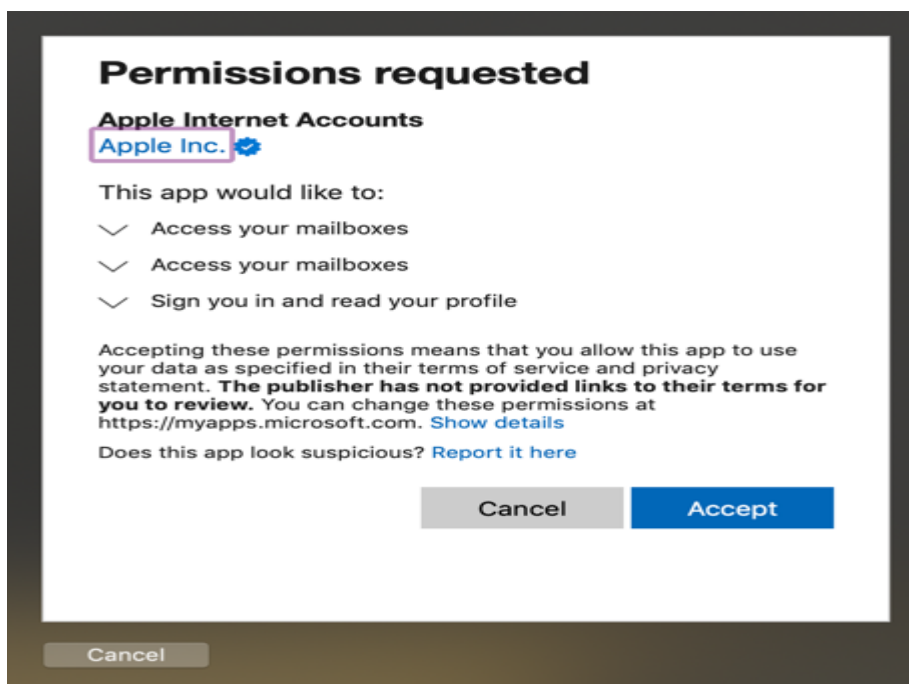 Permissions requested
Apple Internet Accounts
Apple Inc.
This app would like to:
Access your mailboxes
Access your mailboxes
Sign you in and read your profile
Accepting these permissions means that you allow this app to use
your data as specified in their terms of service and privacy
statement. The publisher has not provided links to their terms for
you to review. You can change these permissions at
https://myapps.microsoft.com. Show details
Does this app look suspicious? Report it here
Cancel Accept
Cancel